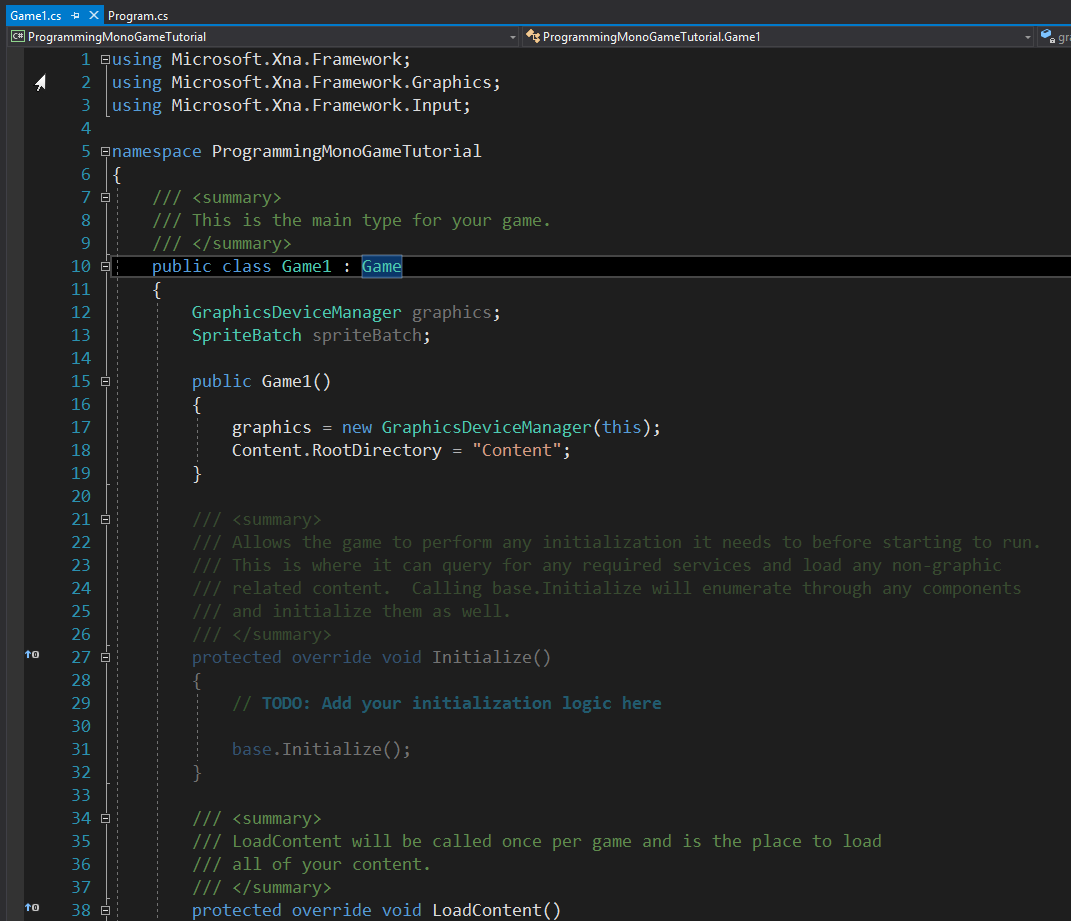 Game1.cs Program.cs
ProgrammingMonoGameTutorial ProgrammingMonoGameTutorial.Game1
1 using Microsoft.Xna.Framework;
2 using Microsoft.Xna.Framework.Graphics;
3 using Microsoft.Xna.Framework.Input;
4
5 namespace ProgrammingMonoGameTutorial
6 {
7 /// <summary>
8 /// This is the main type for your game.
9 /// </summary>
10 public class Game1 : Game
11 {
12 GraphicsDeviceManager graphics;
13 SpriteBatch spriteBatch;
14
15 public Game1()
16 {
17 graphics = new GraphicsDeviceManager(this);
18 Content.RootDirectory = "Content";
19 }
20
21 /// <summary>
22 /// Allows the game to perform any initialization it needs to before starting to run.
23 /// This is where it can query for any required services and load any non-graphic
24 /// related content.  Calling base.Initialize will enumerate through any components
25 /// and initialize them as well.
26 /// </summary>
27 protected override void Initialize()
28 {
29 // TODO: Add your initialization logic here
30
31 base.Initialize();
32 }
33
34 /// <summary>
35 /// LoadContent will be called once per game and is the place to load
36 /// all of your content.
37 /// </summary>
38 protected override void LoadContent()